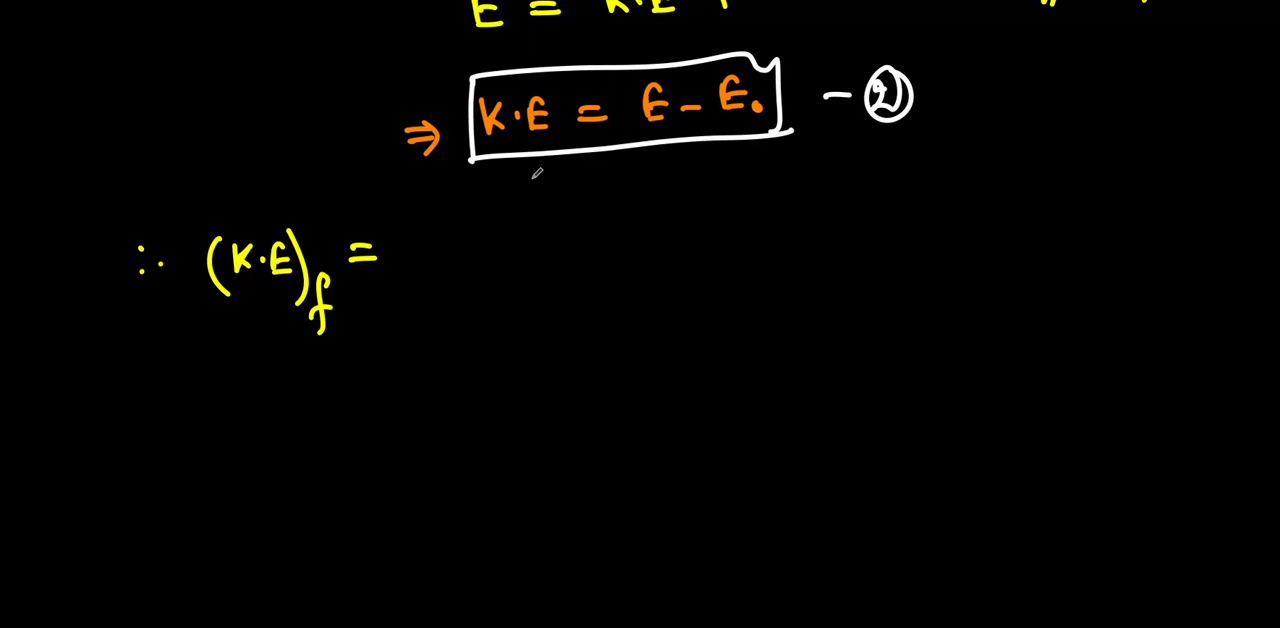 E = K.E
⇒ K.E = E - E₀ - ②
∴ (K.E)f =